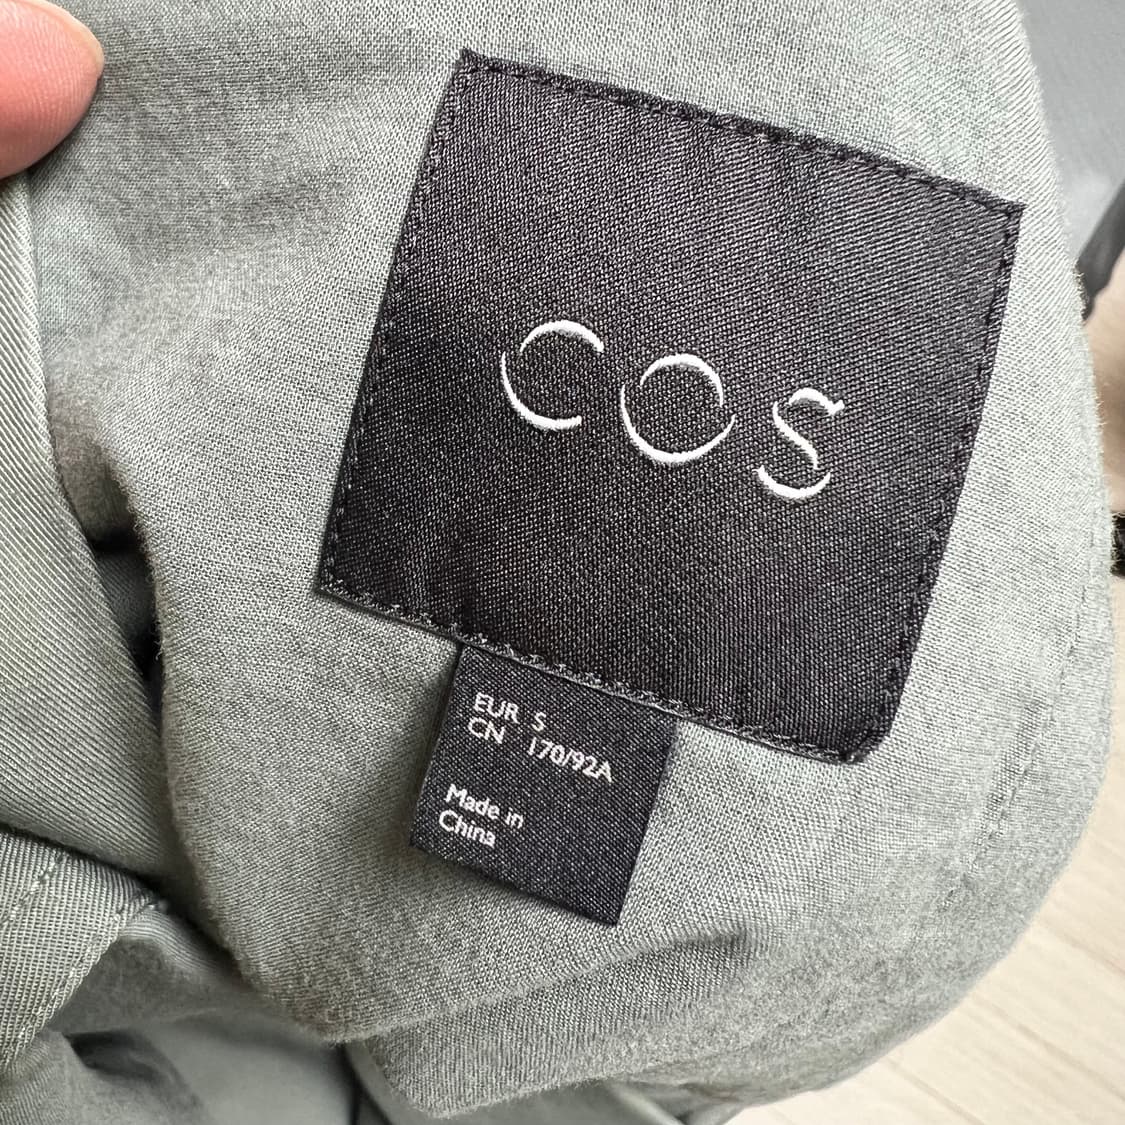 COS
EUR S
CN 170/92A
Made in
China